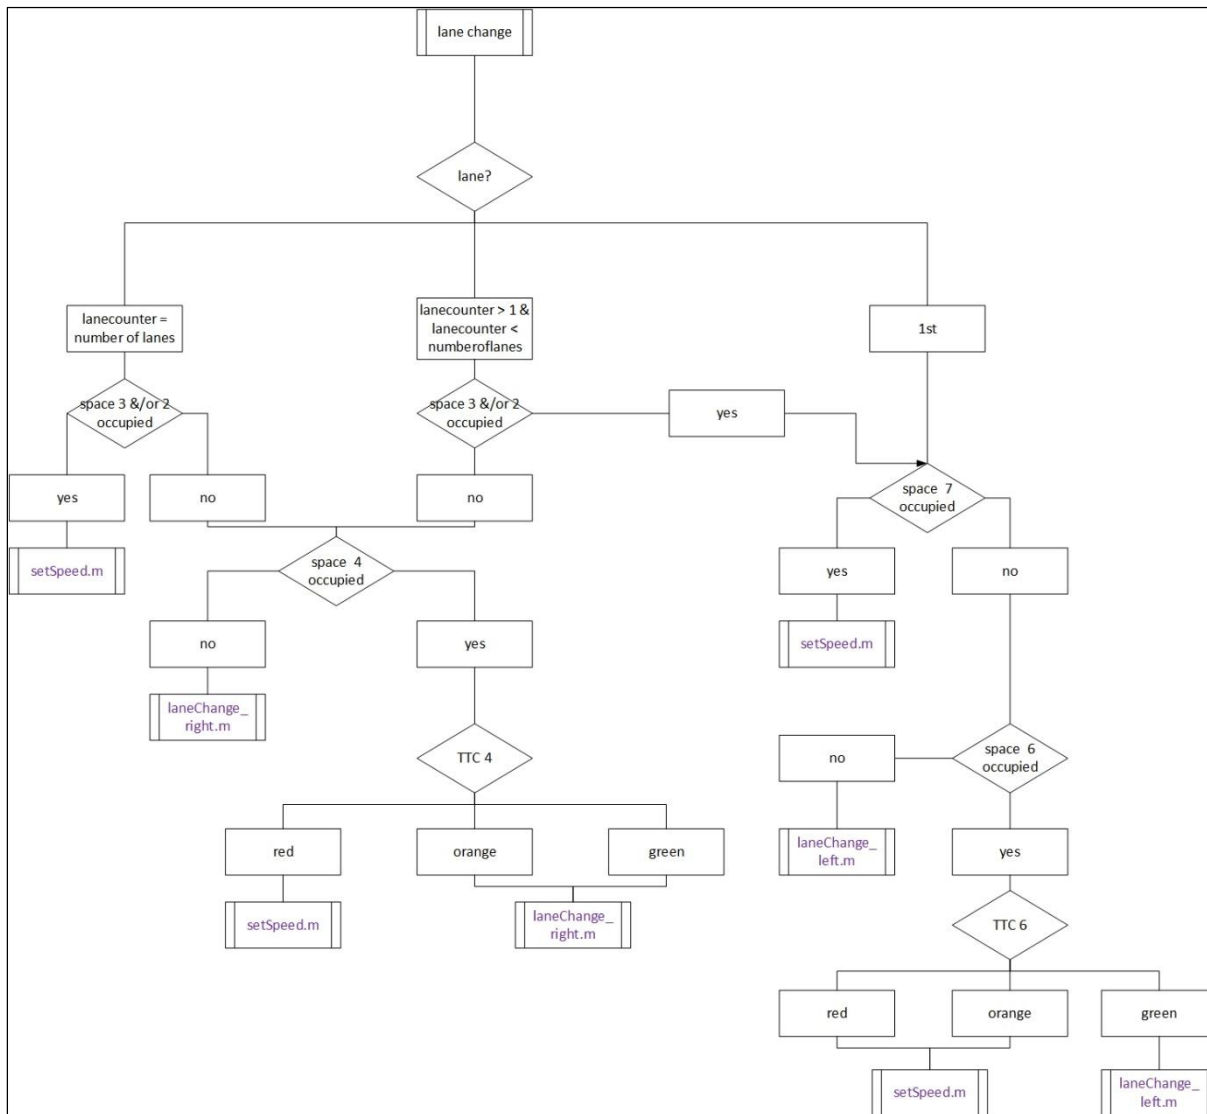 lane change
lane?
lanecounter =
number of lanes
lanecounter > 1 &
lanecounter <
numberoflanes
1st
space 3 &/or 2
occupied
space 3 &/or 2
occupied
yes
space 7
occupied
yes
no
no
setSpeed.m
space 4
occupied
yes
no
no
yes
setSpeed.m
laneChange_
right.m
TTC 4
no
space 6
occupied
red
orange
green
laneChange_
left.m
yes
setSpeed.m
laneChange_
right.m
TTC 6
red
orange
green
setSpeed.m
laneChange_
left.m